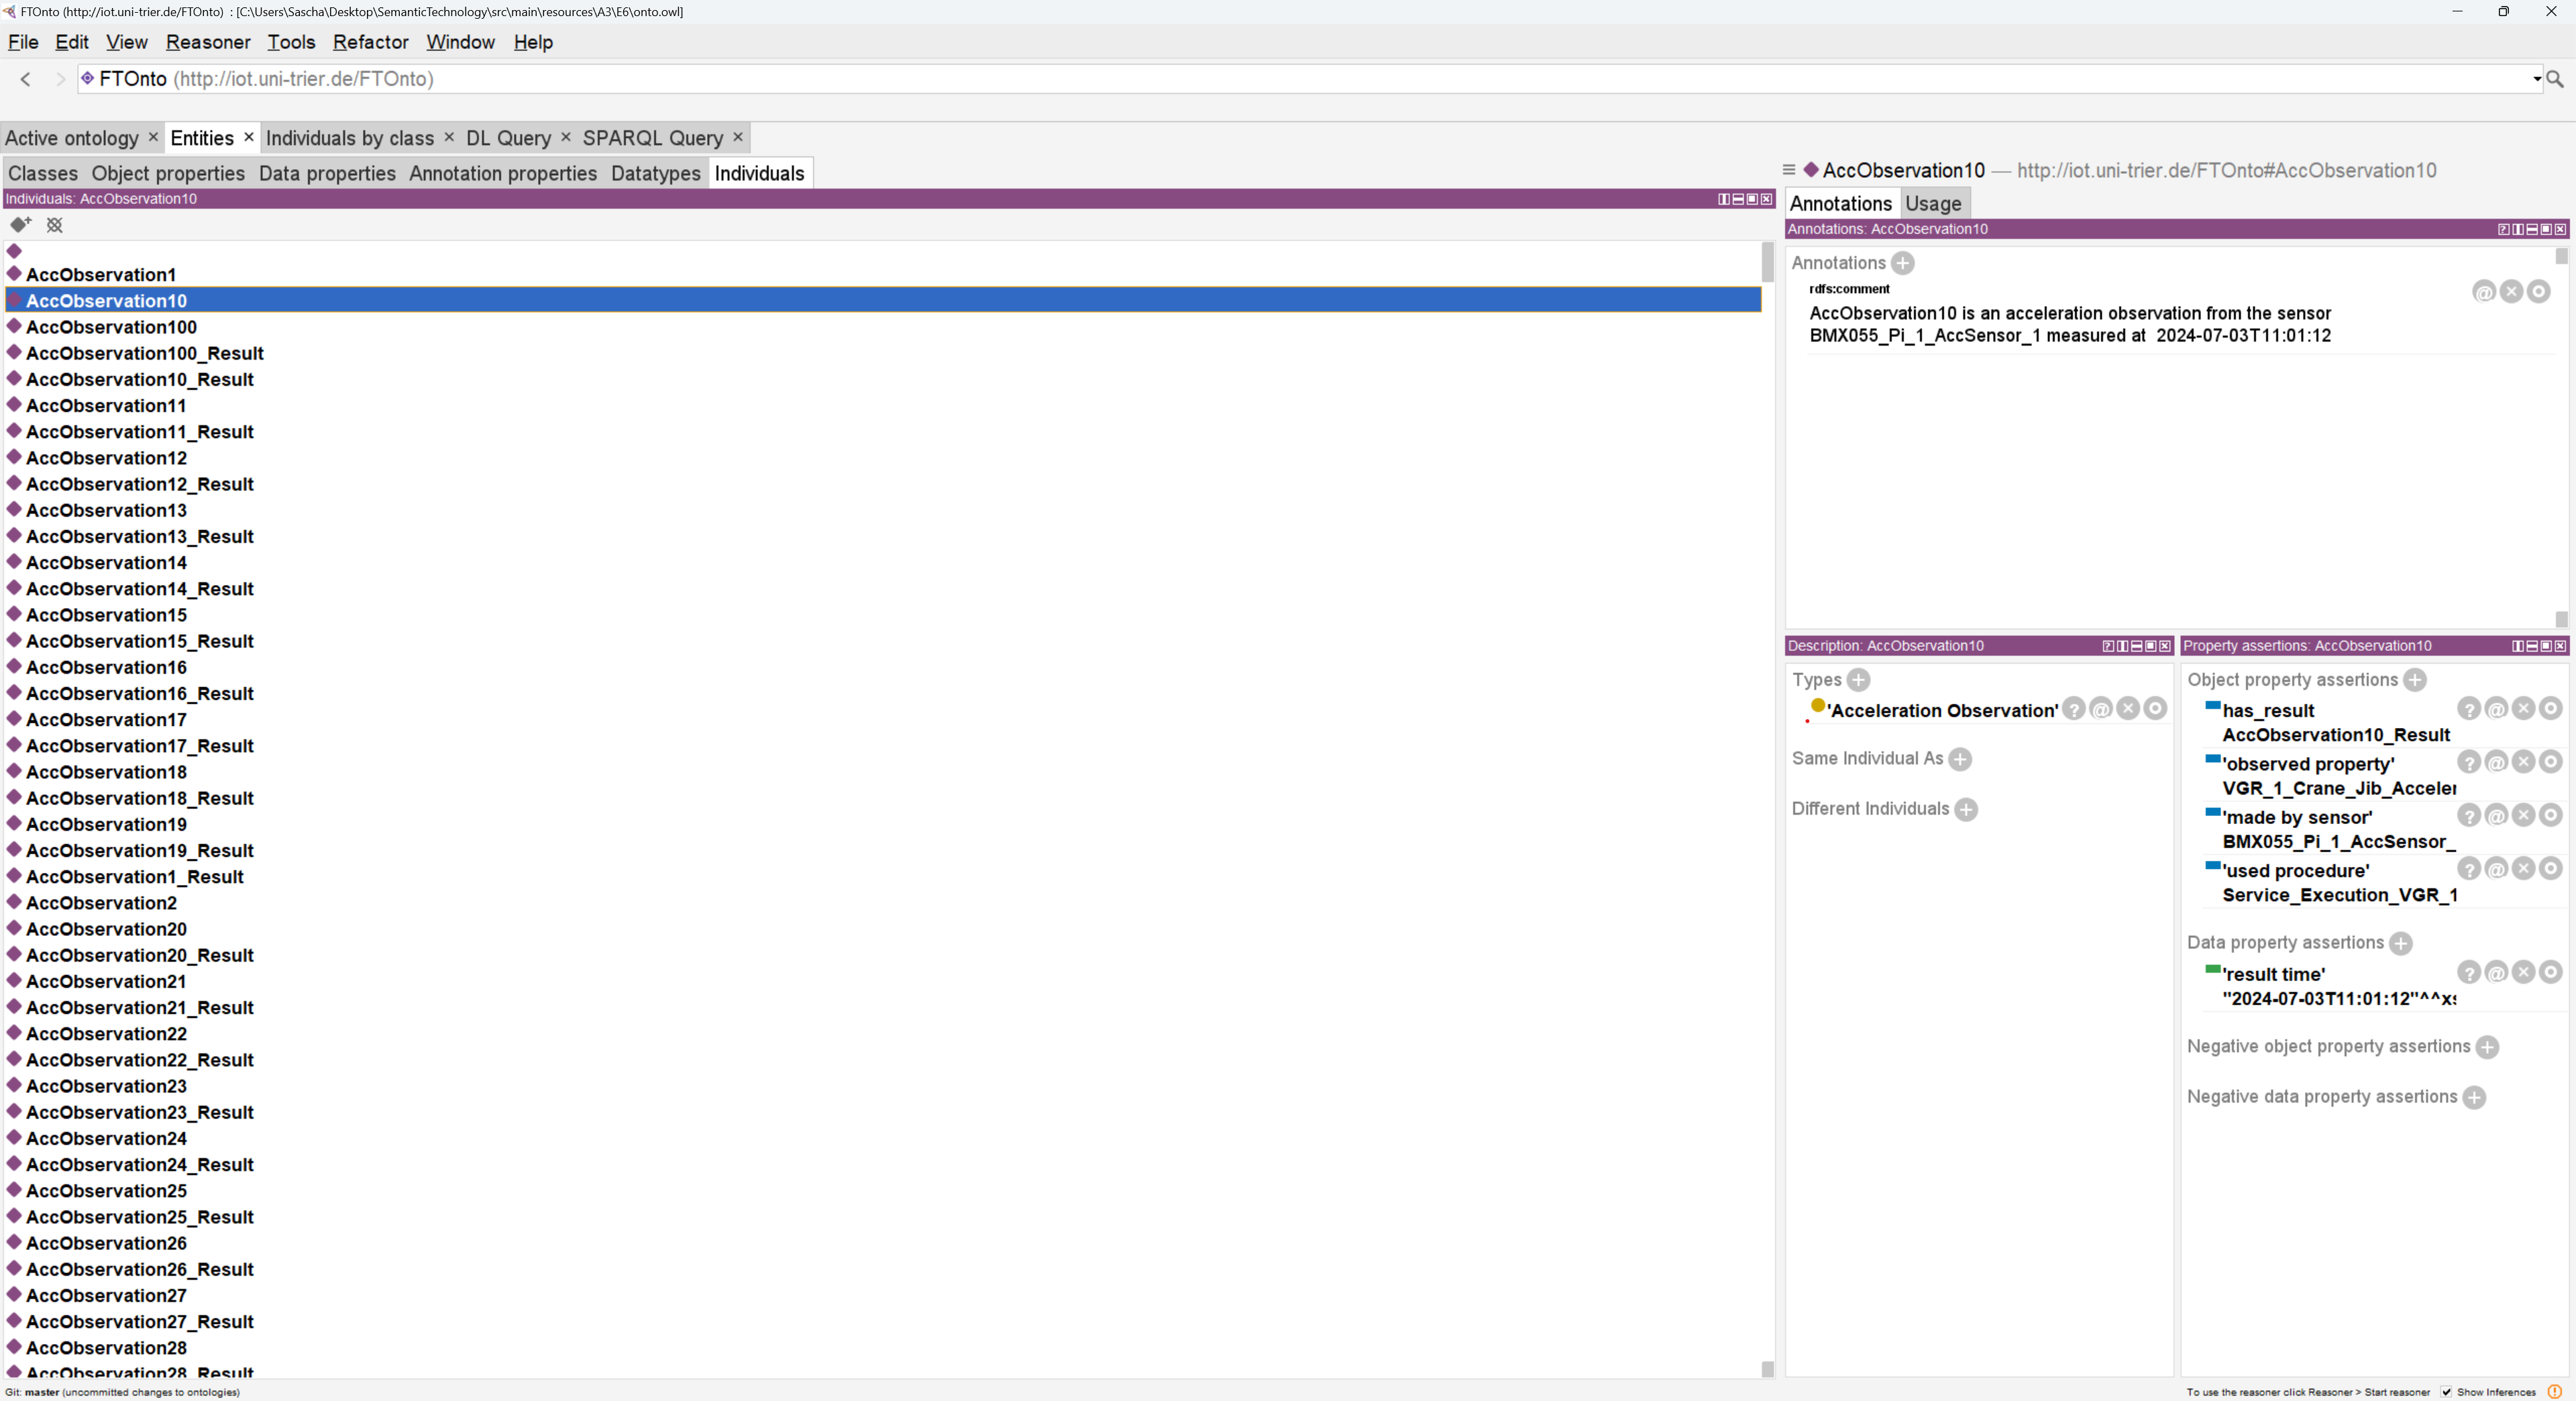 FTOnto (http://iot.uni-trier.de/FTOnto) : [C:\Users\Sascha\Desktop\SemanticTechnology\src\main\resources\A3\E6\onto.owl]
File Edit View Reasoner Tools Refactor Window Help
FTOnto (http://iot.uni-trier.de/FTOnto)
Active ontology Entities Individuals by class DL Query SPARQL Query
Classes Object properties Data properties Annotation properties Datatypes Individuals
Individuals: AccObservation10
AccObservation1
AccObservation10
AccObservation100
AccObservation100_Result
AccObservation10_Result
AccObservation11
AccObservation11_Result
AccObservation12
AccObservation12_Result
AccObservation13
AccObservation13_Result
AccObservation14
AccObservation14_Result
AccObservation15
AccObservation15_Result
AccObservation16
AccObservation16_Result
AccObservation17
AccObservation17_Result
AccObservation18
AccObservation18_Result
AccObservation19
AccObservation19_Result
AccObservation1_Result
AccObservation2
AccObservation20
AccObservation20_Result
AccObservation21
AccObservation21_Result
AccObservation22
AccObservation22_Result
AccObservation23
AccObservation23_Result
AccObservation24
AccObservation24_Result
AccObservation25
AccObservation25_Result
AccObservation26
AccObservation26_Result
AccObservation27
AccObservation27_Result
AccObservation28
AccObservation28_Result
AccObservation10 — http://iot.uni-trier.de/FTOnto#AccObservation10
Annotations Usage
Annotations: AccObservation10
Annotations
rdfs:comment
AccObservation10 is an acceleration observation from the sensor
BMX055_Pi_1_AccSensor_1 measured at 2024-07-03T11:01:12
Description: AccObservation10
Types
'Acceleration Observation'
Same Individual As
Different Individuals
Property assertions: AccObservation10
Object property assertions
has_result
AccObservation10_Result
'observed property'
VGR_1_Crane_Jib_Acceler
'made by sensor'
BMX055_Pi_1_AccSensor_
'used procedure'
Service_Execution_VGR_1
Data property assertions
'result time'
"2024-07-03T11:01:12"^^xs
Negative object property assertions
Negative data property assertions
Git: master (uncommitted changes to ontologies)
To use the reasoner click Reasoner > Start reasoner Show Inferences